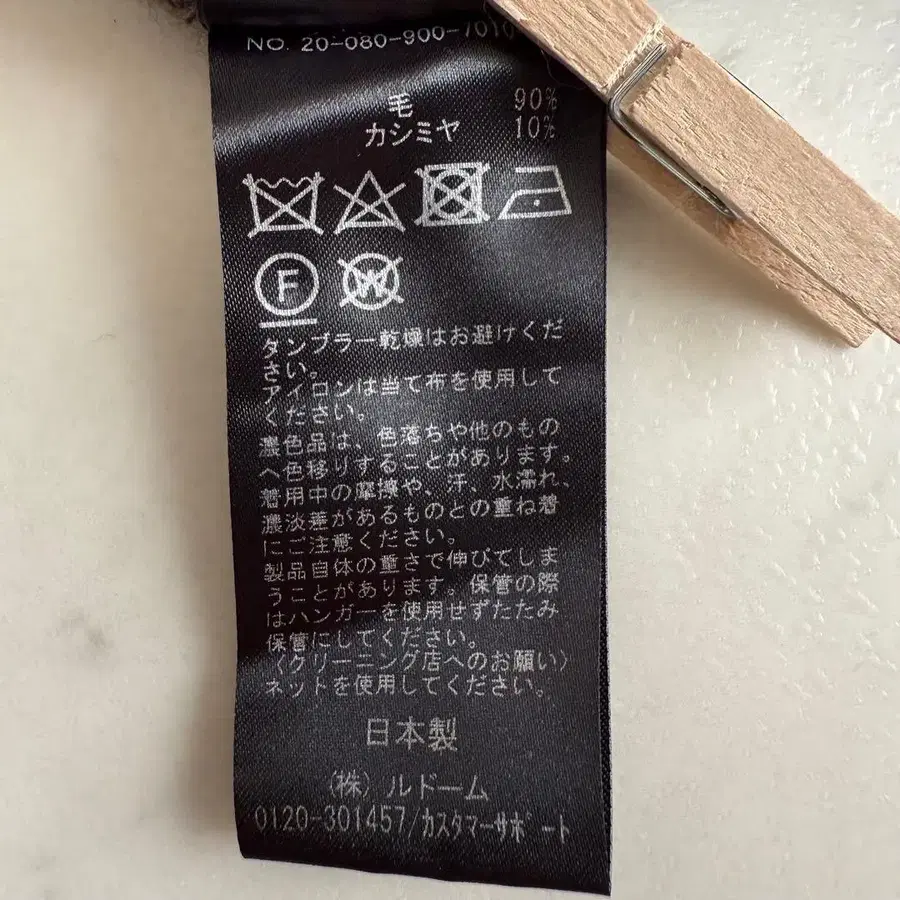 NO. 20-080-900-7010
毛 90%
カシミヤ 10%
F
W
タンブラー乾燥はお避けくだ
さい。
アイロンは当て布を使用して
ください。
濃色品は、色落ちや他のもの
へ色移りすることがあります。
着用中の摩擦や、汗、水濡れ、
濃淡差があるものとの重ね着
にご注意ください。
製品自体の重さで伸びてしま
うことがあります。保管の際
はハンガーを使用せずたたみ
保管にしてください。
〈クリーニング店へのお願い〉
ネットを使用してください。
日本製
(株)ルドーム
0120-301457/カスタマーサポート